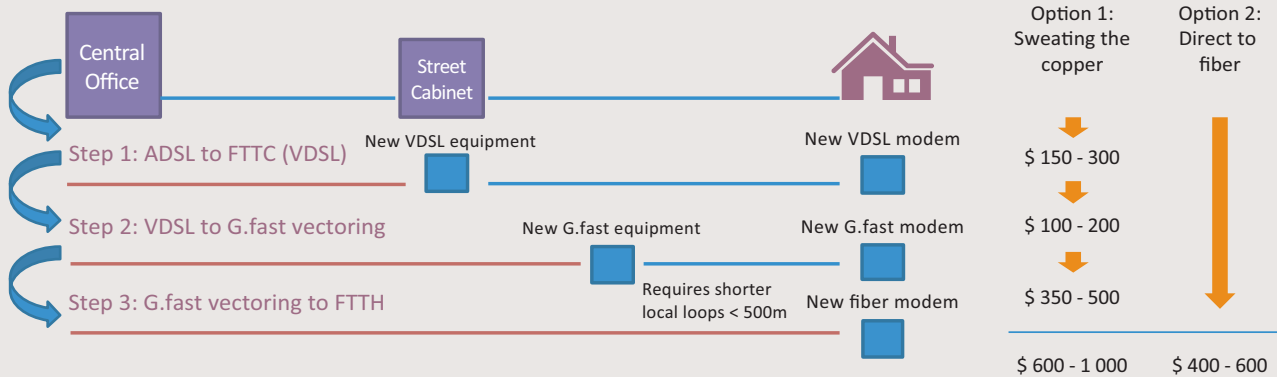 Central
Office
Street
Cabinet
Option 1:
Sweating the
copper
Option 2:
Direct to
fiber
Step 1: ADSL to FTTC (VDSL)
New VDSL equipment
New VDSL modem
$ 150 - 300
Step 2: VDSL to G.fast vectoring
New G.fast equipment
New G.fast modem
$ 100 - 200
Requires shorter
local loops < 500m
Step 3: G.fast vectoring to FTTH
New fiber modem
$ 350 - 500
$ 600 - 1 000
$ 400 - 600